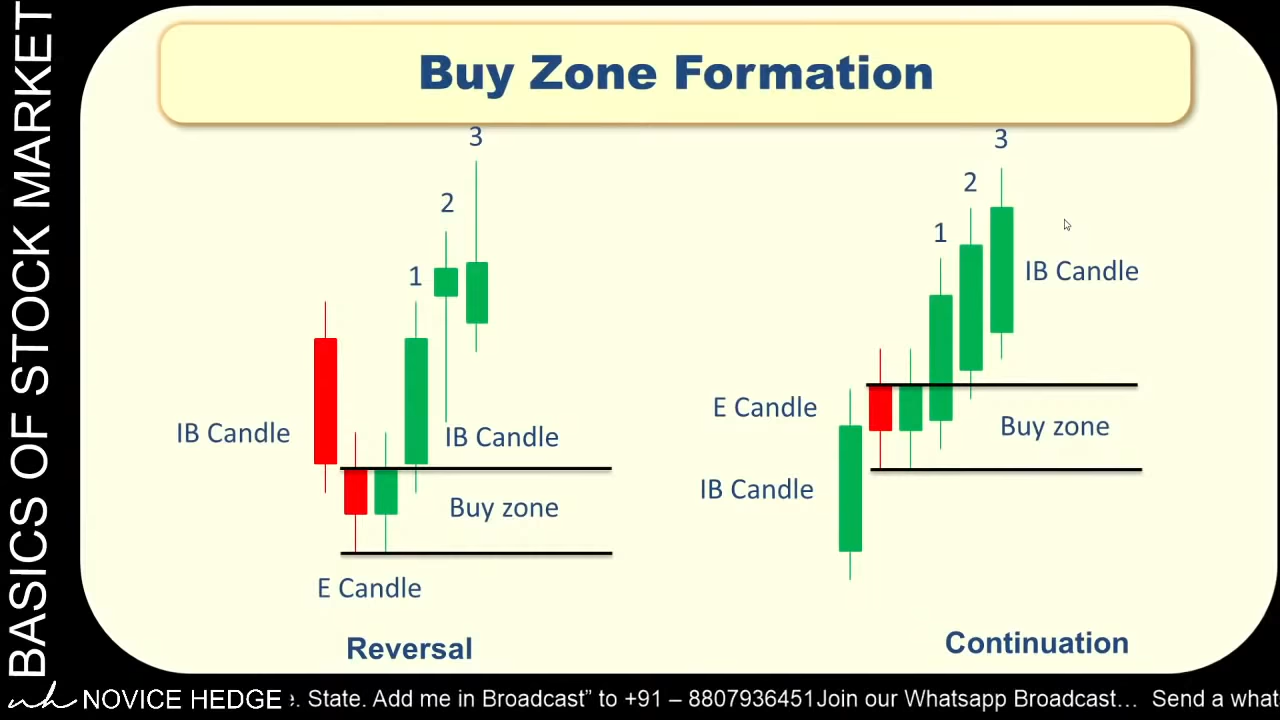 BASICS OF STOCK MARKET
Buy Zone Formation
3
2
1
IB Candle
IB Candle
Buy zone
E Candle
Reversal
3
2
1
IB Candle
E Candle
Buy zone
IB Candle
Continuation
nh NOVICE HEDGE e. State. Add me in Broadcast” to +91 – 8807936451Join our Whatsapp Broadcast… Send a what